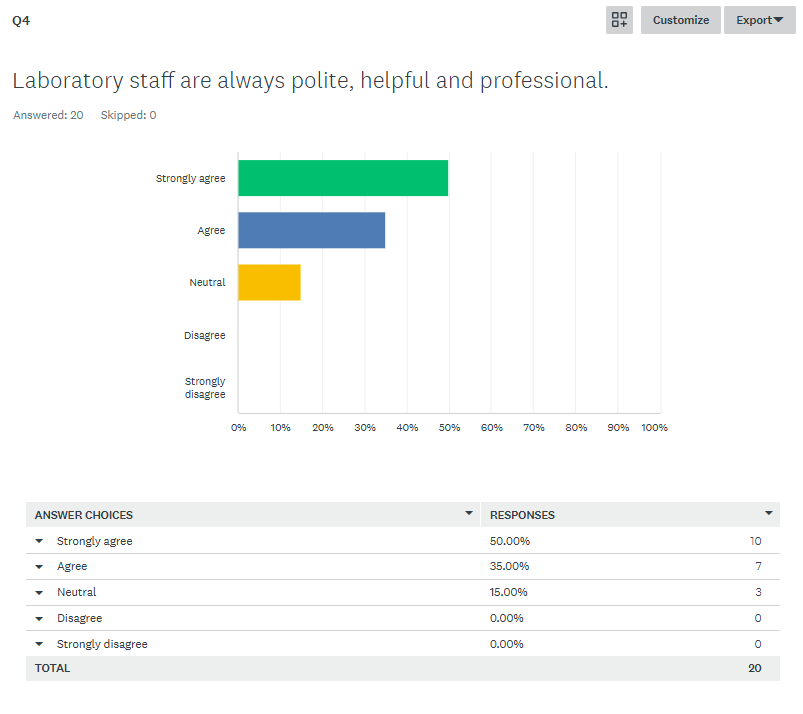 Q4
Customize
Export
Laboratory staff are always polite, helpful and professional.
Answered: 20 Skipped: 0
Strongly agree
Agree
Neutral
Disagree
Strongly
disagree
0% 10% 20% 30% 40% 50% 60% 70% 80% 90% 100%
ANSWER CHOICES RESPONSES
Strongly agree 50.00% 10
Agree 35.00% 7
Neutral 15.00% 3
Disagree 0.00% 0
Strongly disagree 0.00% 0
TOTAL 20